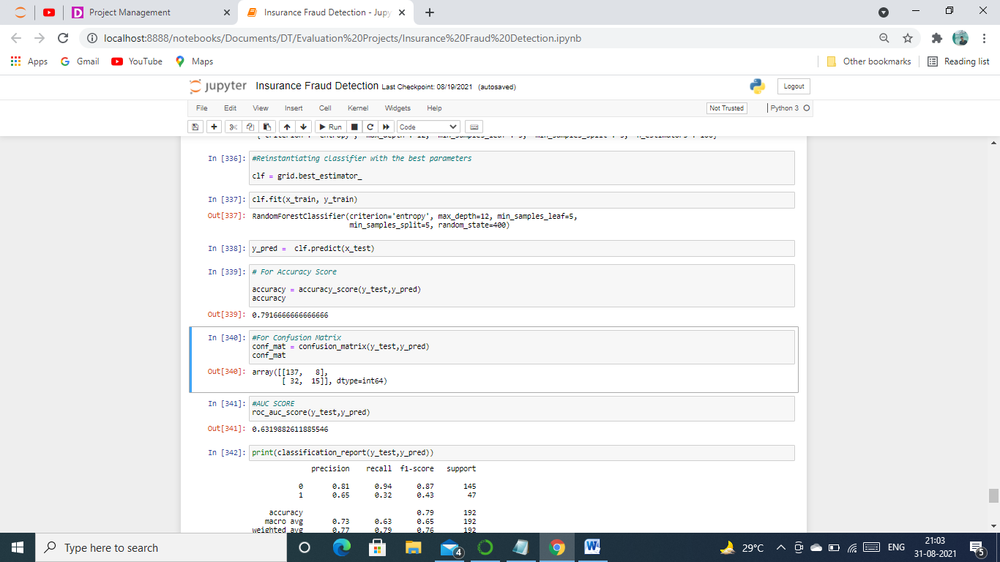 Project Management
Insurance Fraud Detection - Jupy
localhost:8888/notebooks/Documents/DT/Evaluation%20Projects/Insurance%20Fraud%20Detection.ipynb
Apps Gmail YouTube Maps Other bookmarks Reading list
jupyter Insurance Fraud Detection Last Checkpoint: 08/19/2021 (autosaved) Logout
File Edit View Insert Cell Kernel Widgets Help Not Trusted Python 3
Run Code
In [336]: #Reinstantiating classifier with the best parameters
clf = grid.best_estimator_
In [337]: clf.fit(x_train, y_train)
Out[337]: RandomForestClassifier(criterion='entropy', max_depth=12, min_samples_leaf=5,
min_samples_split=5, random_state=400)
In [338]: y_pred =  clf.predict(x_test)
In [339]: # For Accuracy Score
accuracy = accuracy_score(y_test,y_pred)
accuracy
Out[339]: 0.7916666666666666
In [340]: #For Confusion Matrix
conf_mat = confusion_matrix(y_test,y_pred)
conf_mat
Out[340]: array([[137,   8],
[ 32,  15]], dtype=int64)
In [341]: #AUC SCORE
roc_auc_score(y_test,y_pred)
Out[341]: 0.6319882611885546
In [342]: print(classification_report(y_test,y_pred))
precision recall f1-score support
0 0.81 0.94 0.87 145
1 0.65 0.32 0.43 47
accuracy 0.79 192
macro avg 0.73 0.63 0.65 192
weighted avg 0.77 0.79 0.76 192
Type here to search 4 29°C ENG 21:03
31-08-2021 5